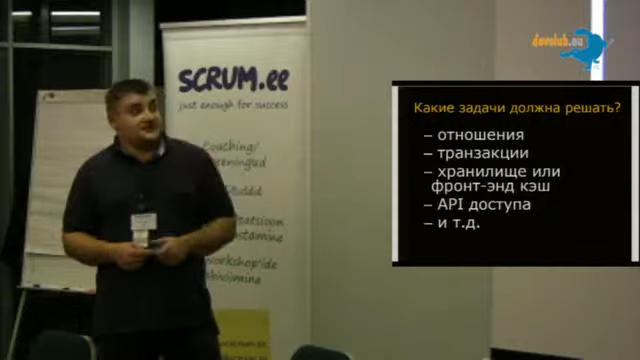 devclub.eu
SCRUM.ee
just enough for success
Coaching/
Какие задачи должна решать?
– отношения
– транзакции
– хранилище или
фронт-энд кэш
– API доступа
– и т.д.